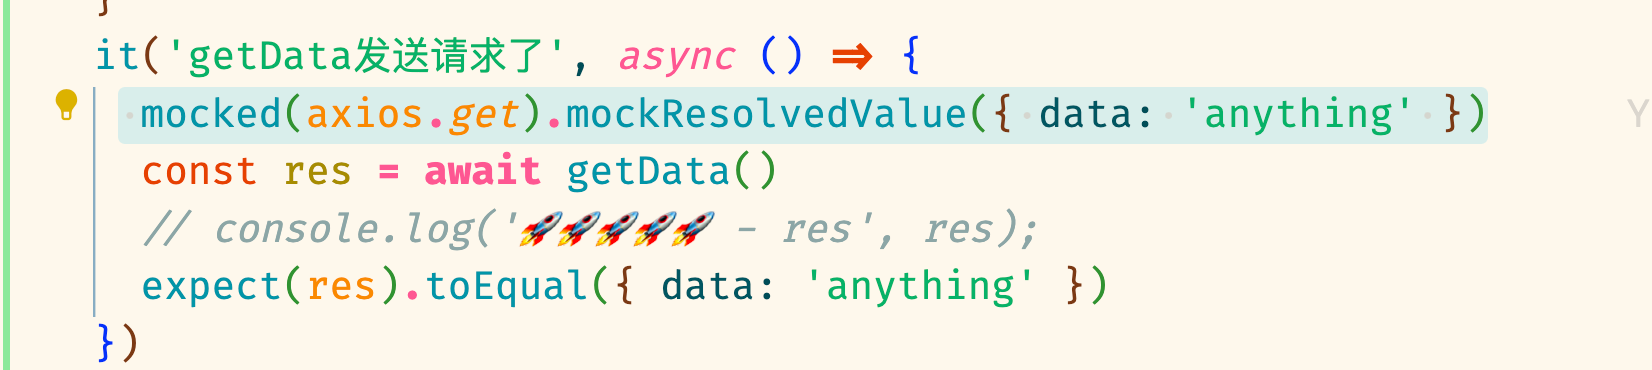 }
it('getData发送请求了', async () => {
mocked(axios.get).mockResolvedValue({ data: 'anything' }) Y
const res = await getData()
// console.log('🚀🚀🚀🚀🚀 - res', res);
expect(res).toEqual({ data: 'anything' })
})